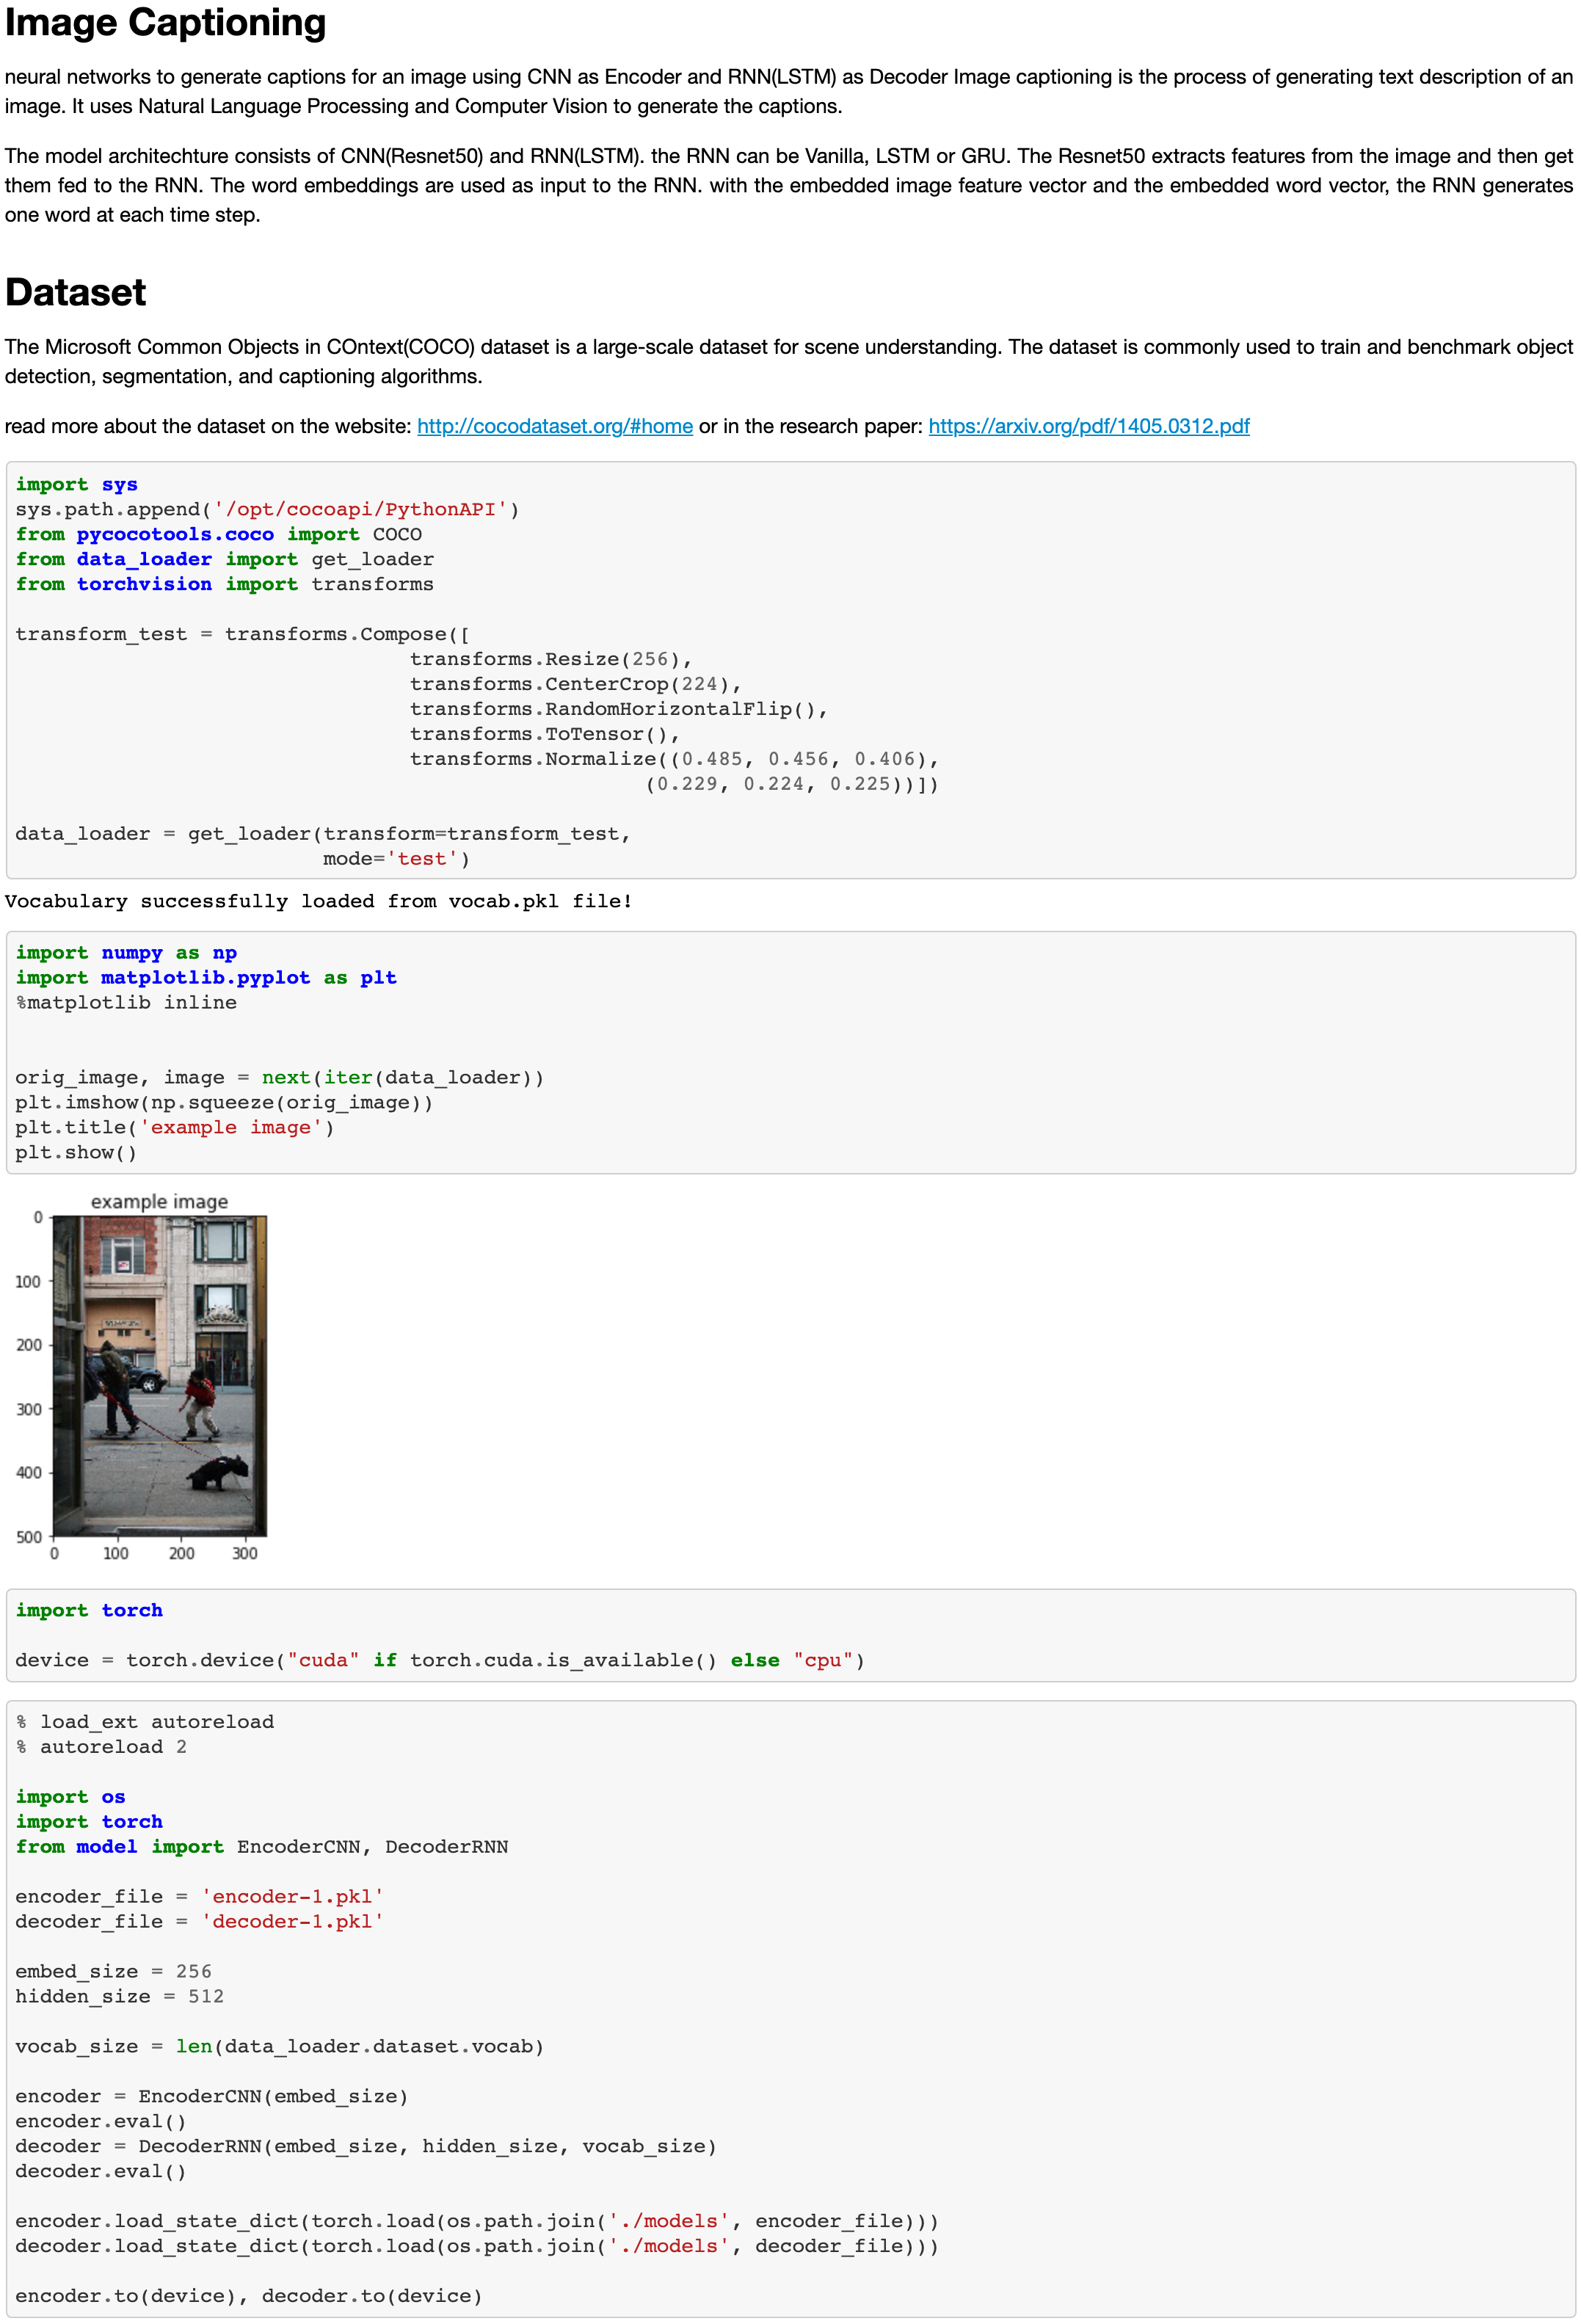 Image Captioning
neural networks to generate captions for an image using CNN as Encoder and RNN(LSTM) as Decoder Image captioning is the process of generating text description of an
image. It uses Natural Language Processing and Computer Vision to generate the captions.
The model architechture consists of CNN(Resnet50) and RNN(LSTM). the RNN can be Vanilla, LSTM or GRU. The Resnet50 extracts features from the image and then get
them fed to the RNN. The word embeddings are used as input to the RNN. with the embedded image feature vector and the embedded word vector, the RNN generates
one word at each time step.
Dataset
The Microsoft Common Objects in COntext(COCO) dataset is a large-scale dataset for scene understanding. The dataset is commonly used to train and benchmark object
detection, segmentation, and captioning algorithms.
read more about the dataset on the website: http://cocodataset.org/#home or in the research paper: https://arxiv.org/pdf/1405.0312.pdf
import sys
sys.path.append('/opt/cocoapi/PythonAPI')
from pycocotools.coco import COCO
from data_loader import get_loader
from torchvision import transforms
transform_test = transforms.Compose([
transforms.Resize(256),
transforms.CenterCrop(224),
transforms.RandomHorizontalFlip(),
transforms.ToTensor(),
transforms.Normalize((0.485, 0.456, 0.406),
(0.229, 0.224, 0.225))])
data_loader = get_loader(transform=transform_test,
mode='test')
Vocabulary successfully loaded from vocab.pkl file!
import numpy as np
import matplotlib.pyplot as plt
%matplotlib inline
orig_image, image = next(iter(data_loader))
plt.imshow(np.squeeze(orig_image))
plt.title('example image')
plt.show()
example image
0
100
200
300
400
500
0 100 200 300
import torch
device = torch.device("cuda" if torch.cuda.is_available() else "cpu")
% load_ext autoreload
% autoreload 2
import os
import torch
from model import EncoderCNN, DecoderRNN
encoder_file = 'encoder-1.pkl'
decoder_file = 'decoder-1.pkl'
embed_size = 256
hidden_size = 512
vocab_size = len(data_loader.dataset.vocab)
encoder = EncoderCNN(embed_size)
encoder.eval()
decoder = DecoderRNN(embed_size, hidden_size, vocab_size)
decoder.eval()
encoder.load_state_dict(torch.load(os.path.join('./models', encoder_file)))
decoder.load_state_dict(torch.load(os.path.join('./models', decoder_file)))
encoder.to(device), decoder.to(device)